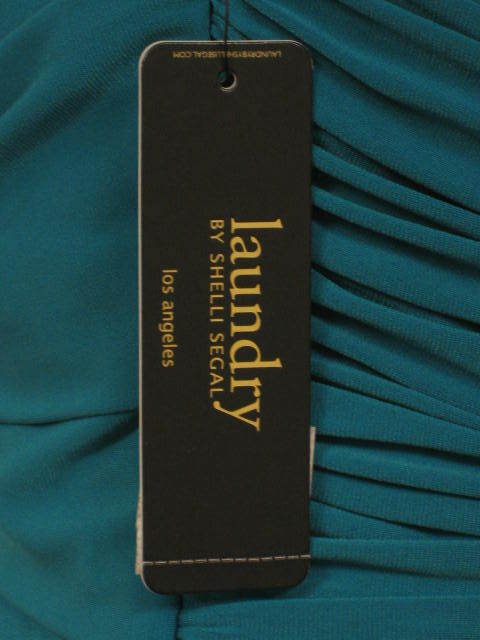 LAUNDRYBYSHELLISEGAL.COM
laundry
BY SHELLI SEGAL
los angeles